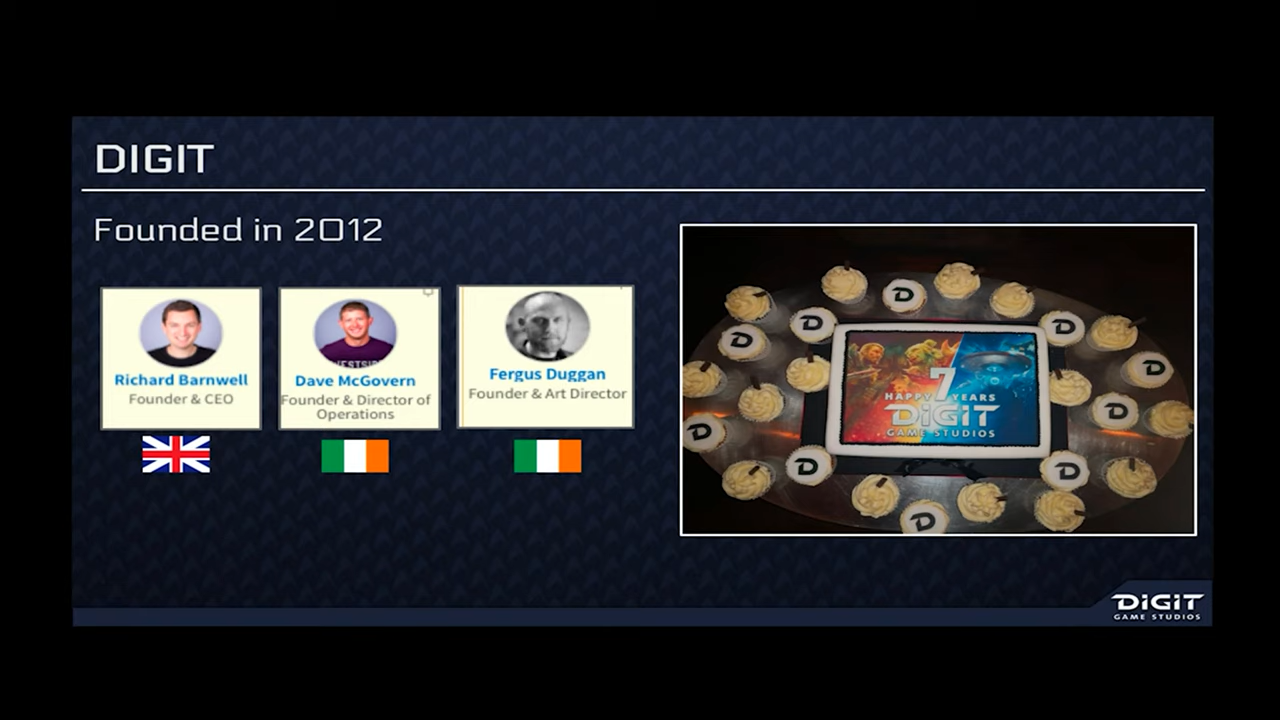 DIGIT
Founded in 2012
Richard Barnwell
Founder & CEO
Dave McGovern
Founder & Director of
Operations
Fergus Duggan
Founder & Art Director
7
HAPPY YEARS
DIGIT
GAME STUDIOS
D
D
D
D
D
D
D
D
D
D
DIGIT
GAME STUDIOS